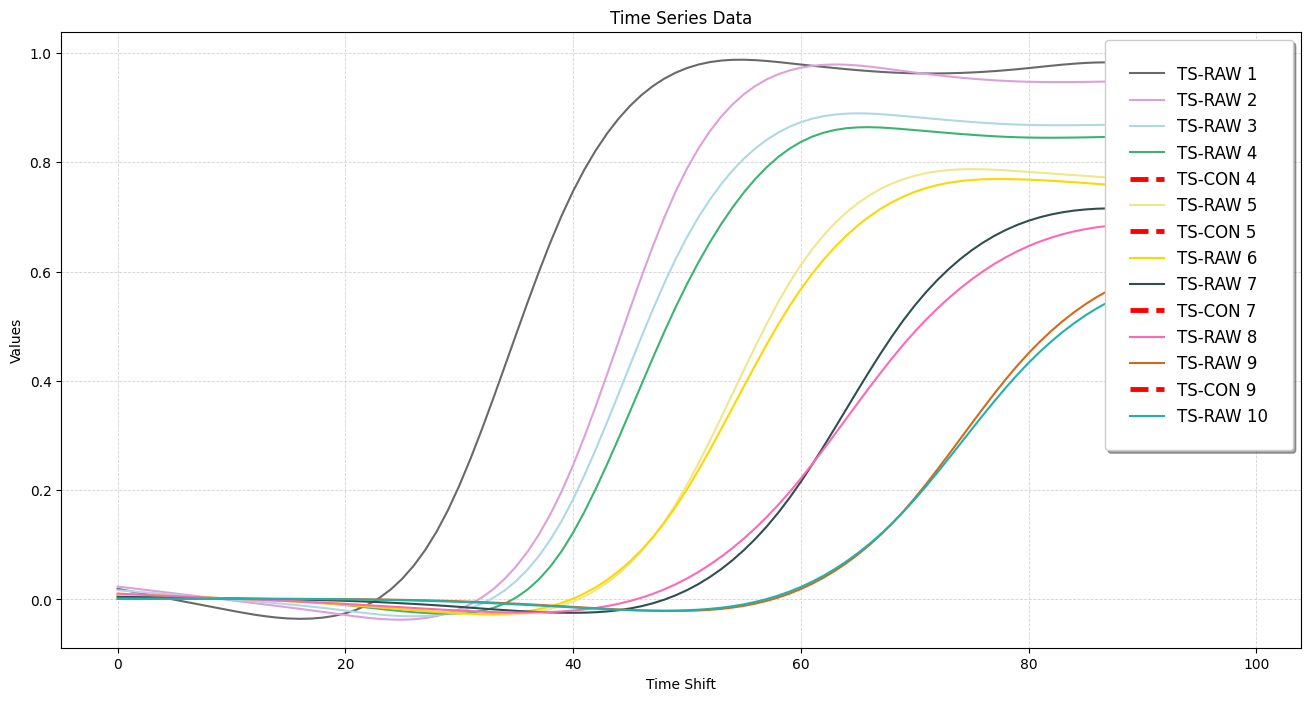 Time Series Data
1.0
0.8
0.6
0.4
0.2
0.0
Values
0
20
40
60
80
100
Time Shift
TS-RAW 1
TS-RAW 2
TS-RAW 3
TS-RAW 4
TS-CON 4
TS-RAW 5
TS-CON 5
TS-RAW 6
TS-RAW 7
TS-CON 7
TS-RAW 8
TS-RAW 9
TS-CON 9
TS-RAW 10